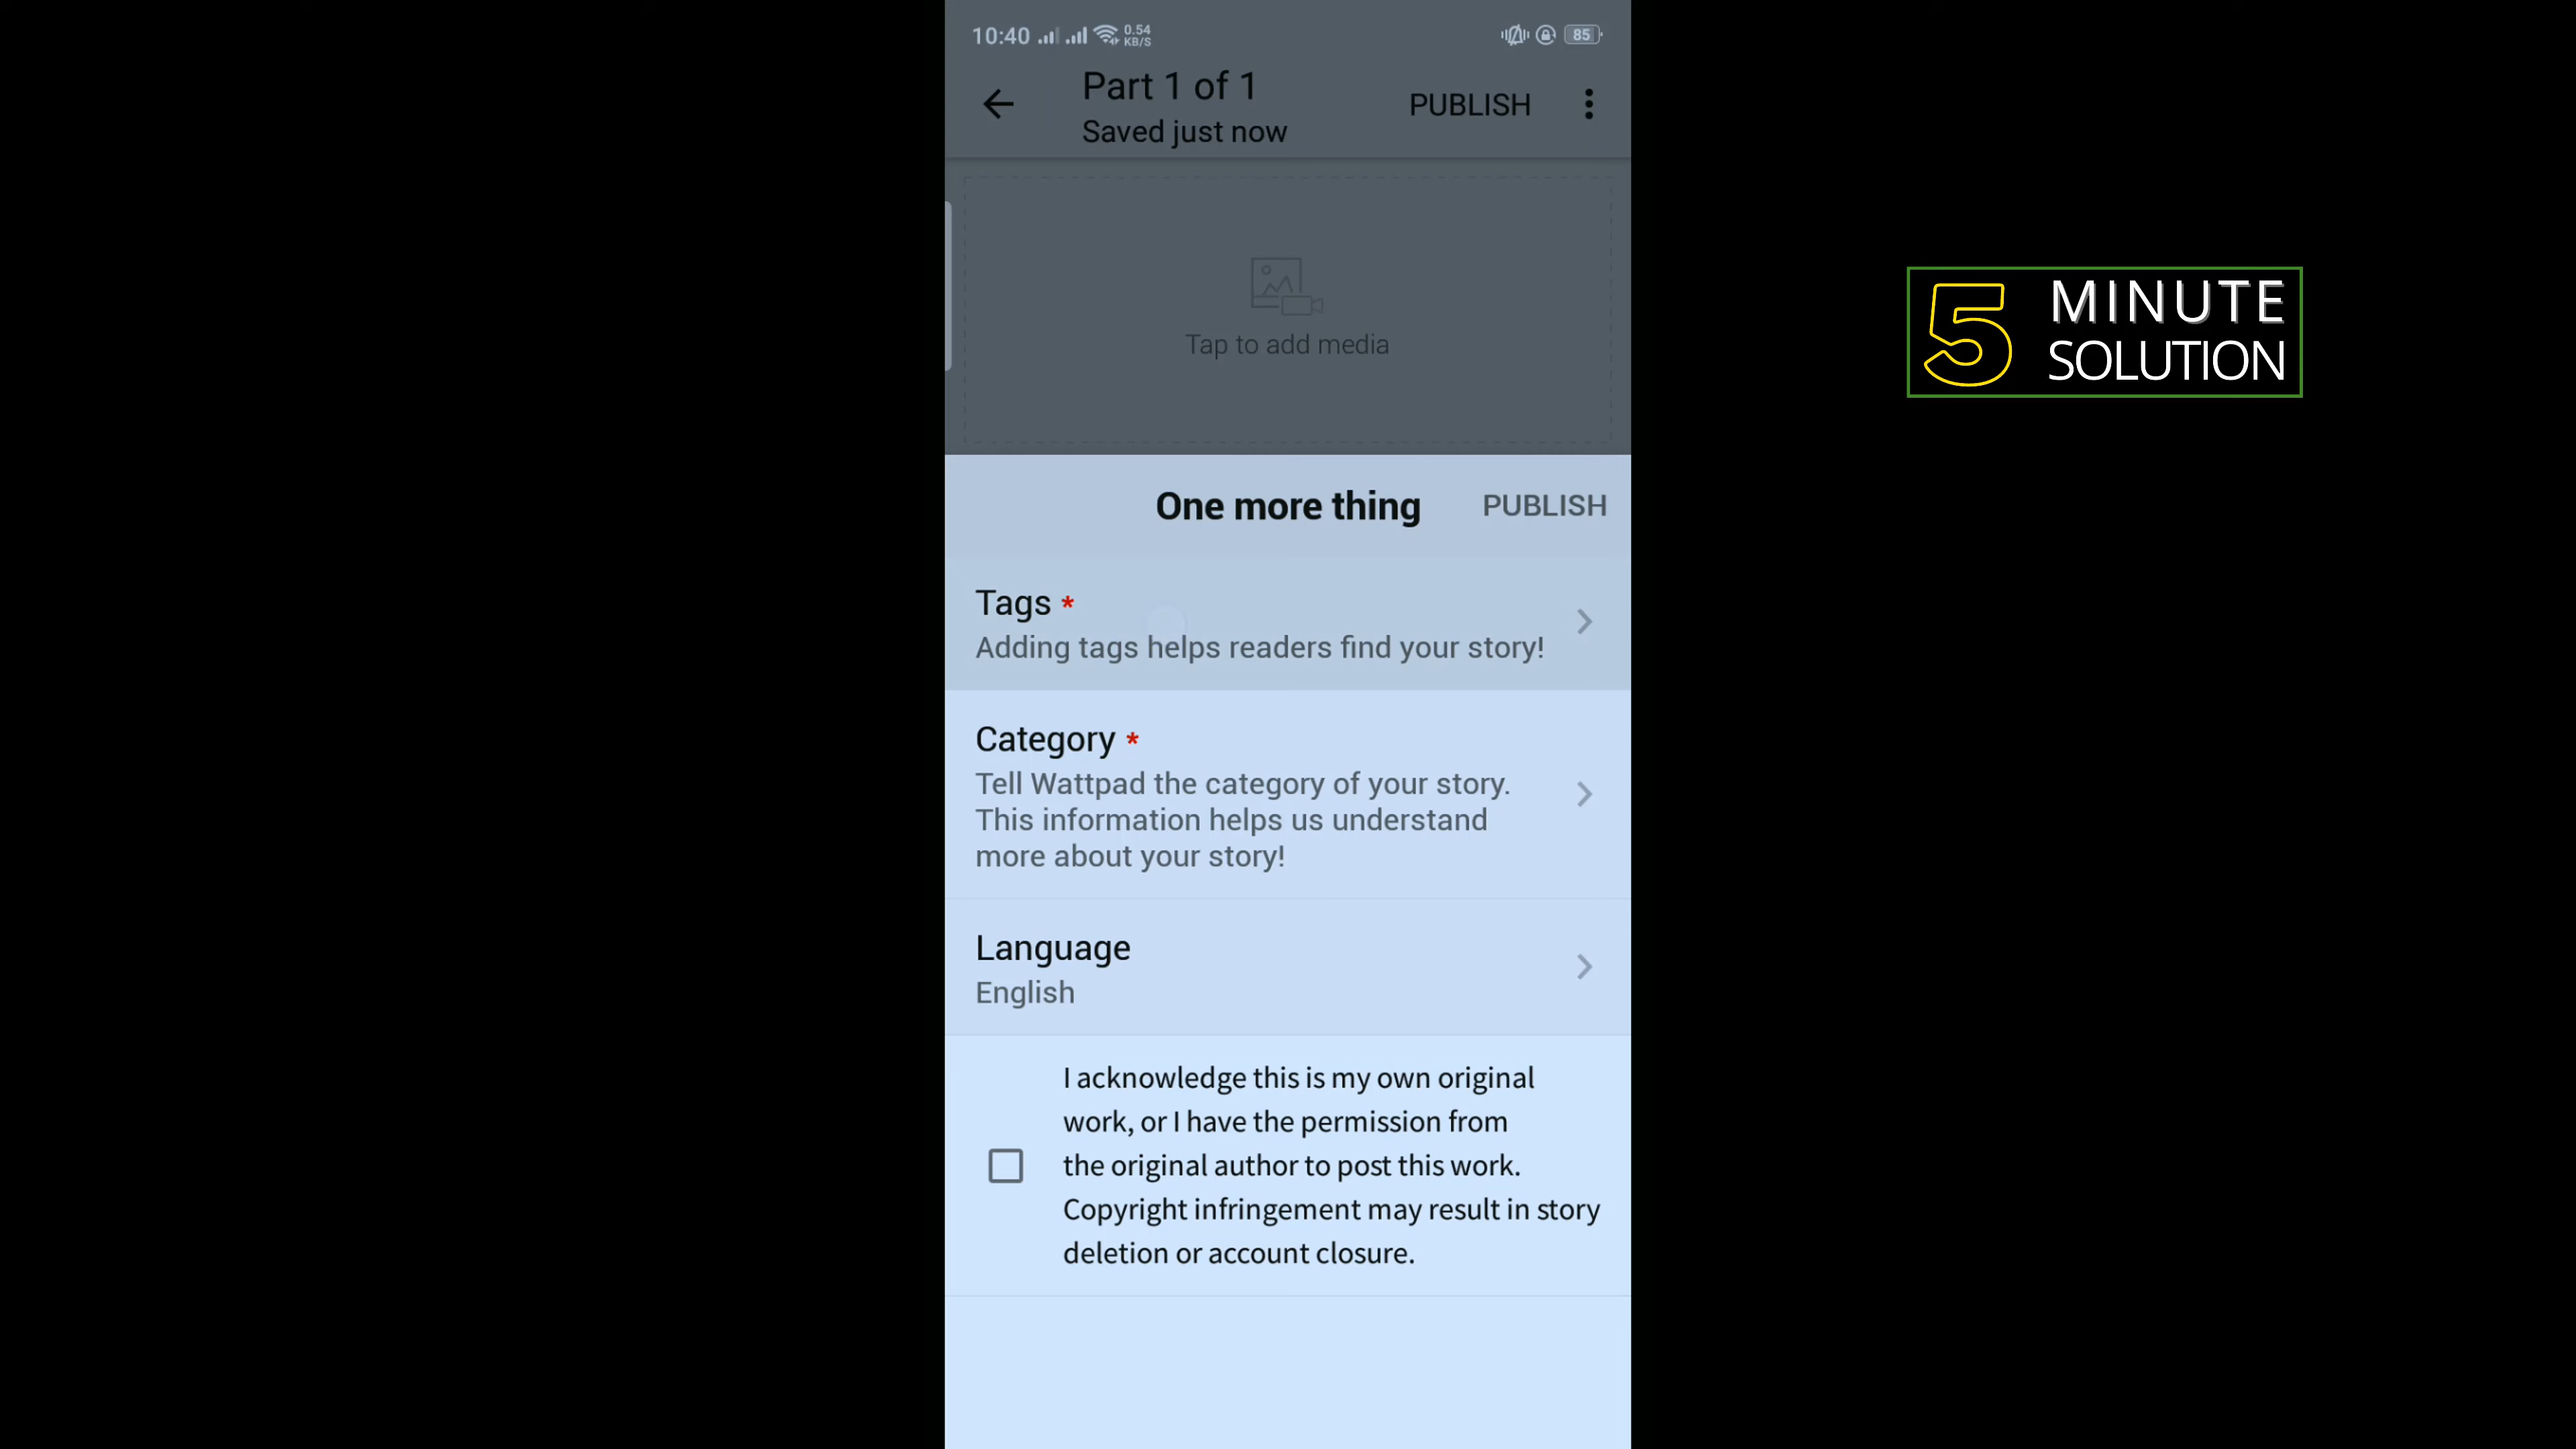 10:40 0.54 KB/S 85
Part 1 of 1
Saved just now
PUBLISH
Tap to add media
5 MINUTE
SOLUTION
One more thing
PUBLISH
Tags *
Adding tags helps readers find your story!
Category *
Tell Wattpad the category of your story.
This information helps us understand
more about your story!
Language
English
I acknowledge this is my own original
work, or I have the permission from
the original author to post this work.
Copyright infringement may result in story
deletion or account closure.